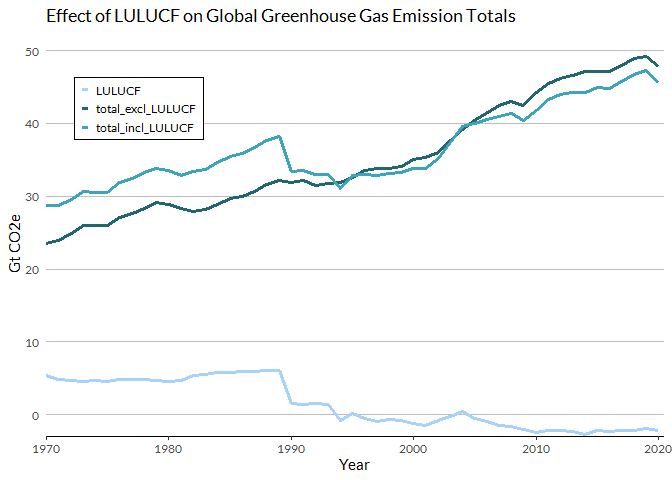 Effect of LULUCF on Global Greenhouse Gas Emission Totals
50
LULUCF
total_excl_LULUCF
total_incl_LULUCF
40
30
Gt CO2e
20
10
0
1970 1980 1990 2000 2010 2020
Year